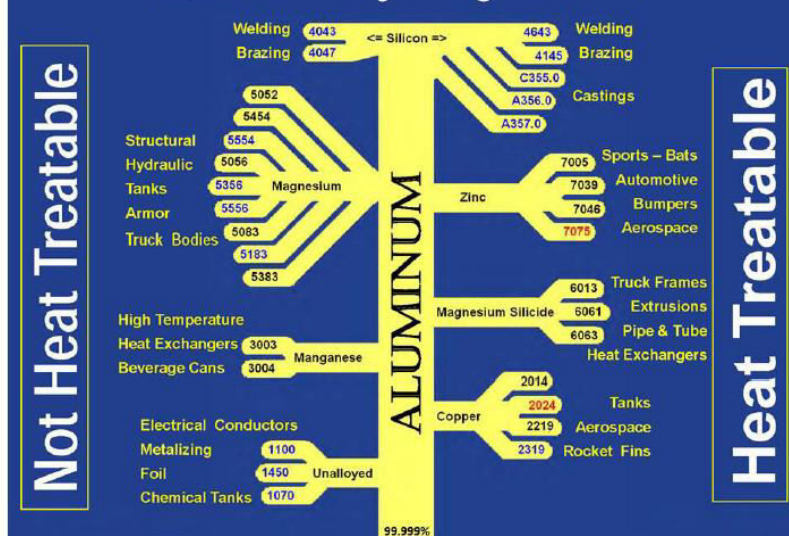 Not Heat Treatable
Welding 4043
Brazing 4047
<= Silicon =>
4643 Welding
4145 Brazing
C355.0
A356.0 Castings
A357.0
5052
5454
Structural 5554
Hydraulic 5056
Tanks 5356
Armor 5556
Truck Bodies 5083
5183
5383
Magnesium
High Temperature
Heat Exchangers 3003
Beverage Cans 3004
Manganese
Electrical Conductors
Metalizing 1100
Foil 1450
Chemical Tanks 1070
Unalloyed
ALUMINUM
99.999%
Zinc
7005 Sports – Bats
7039 Automotive
7046 Bumpers
7075 Aerospace
Magnesium Silicide
6013 Truck Frames
6061 Extrusions
6063 Pipe & Tube
Heat Exchangers
Copper
2014
2024 Tanks
2219 Aerospace
2319 Rocket Fins
Heat Treatable